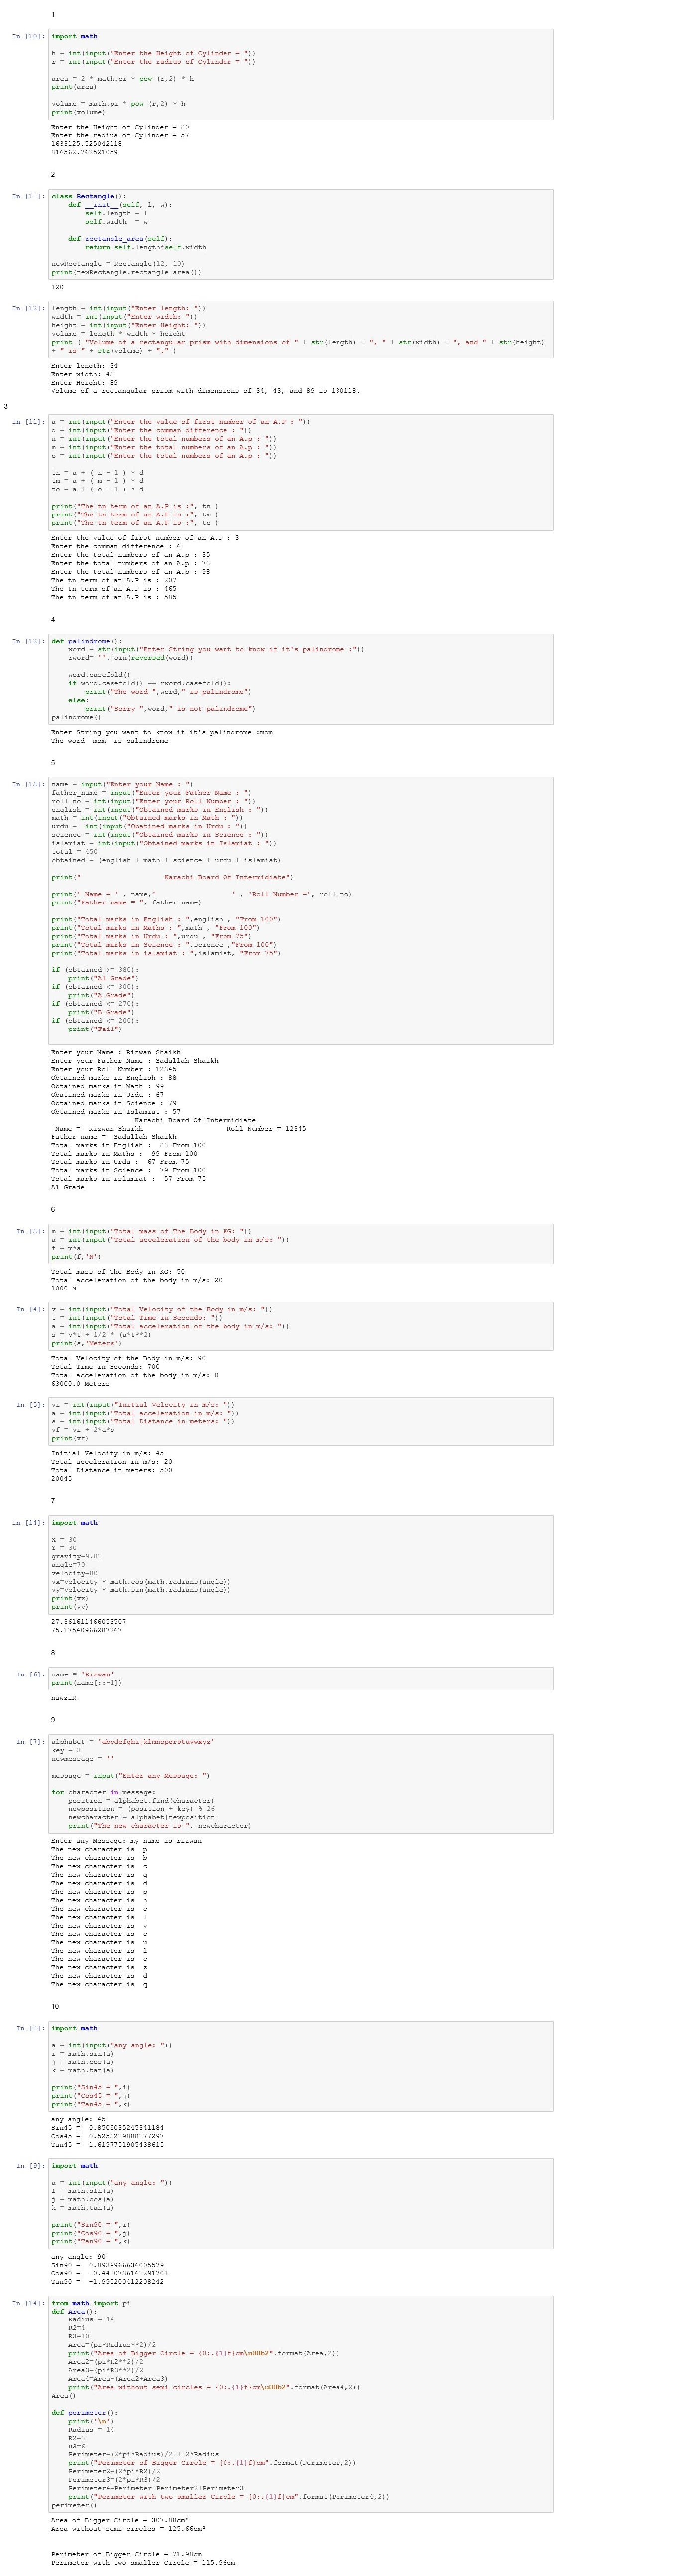 1
In [10]: import math
h = int(input("Enter the Height of Cylinder = "))
r = int(input("Enter the radius of Cylinder = "))
area = 2 * math.pi * pow (r,2) * h
print(area)
volume = math.pi * pow (r,2) * h
print(volume)
Enter the Height of Cylinder = 80
Enter the radius of Cylinder = 57
1633125.525042118
816562.762521059
2
In [11]: class Rectangle():
def __init__(self, l, w):
self.length = l
self.width  = w
def rectangle_area(self):
return self.length*self.width
newRectangle = Rectangle(12, 10)
print(newRectangle.rectangle_area())
120
In [12]: length = int(input("Enter length: "))
width = int(input("Enter width: "))
height = int(input("Enter Height: "))
volume = length * width * height
print ( "Volume of a rectangular prism with dimensions of " + str(length) + ", " + str(width) + ", and " + str(height)
+ " is " + str(volume) + "." )
Enter length: 34
Enter width: 43
Enter Height: 89
Volume of a rectangular prism with dimensions of 34, 43, and 89 is 130118.
3
In [11]: a = int(input("Enter the value of first number of an A.P : "))
d = int(input("Enter the comman difference : "))
n = int(input("Enter the total numbers of an A.p : "))
m = int(input("Enter the total numbers of an A.p : "))
o = int(input("Enter the total numbers of an A.p : "))
tn = a + ( n - 1 ) * d
tm = a + ( m - 1 ) * d
to = a + ( o - 1 ) * d
print("The tn term of an A.P is :", tn )
print("The tn term of an A.P is :", tm )
print("The tn term of an A.P is :", to )
Enter the value of first number of an A.P : 3
Enter the comman difference : 6
Enter the total numbers of an A.p : 35
Enter the total numbers of an A.p : 78
Enter the total numbers of an A.p : 98
The tn term of an A.P is : 207
The tn term of an A.P is : 465
The tn term of an A.P is : 585
4
In [12]: def palindrome():
word = str(input("Enter String you want to know if it's palindrome :"))
rword= ''.join(reversed(word))
word.casefold()
if word.casefold() == rword.casefold():
print("The word ",word," is palindrome")
else:
print("Sorry ",word," is not palindrome")
palindrome()
Enter String you want to know if it's palindrome :mom
The word  mom  is palindrome
5
In [13]: name = input("Enter your Name : ")
father_name = input("Enter your Father Name : ")
roll_no = int(input("Enter your Roll Number : "))
english = int(input("Obtained marks in English : "))
math = int(input("Obtained marks in Math : "))
urdu =  int(input("Obatined marks in Urdu : "))
science = int(input("Obtained marks in Science : "))
islamiat = int(input("Obtained marks in Islamiat : "))
total = 450
obtained = (english + math + science + urdu + islamiat)
print("                    Karachi Board Of Intermidiate")
print(' Name = ' , name,'                  ' , 'Roll Number =', roll_no)
print("Father name = ", father_name)
print("Total marks in English : ",english , "From 100")
print("Total marks in Maths : ",math , "From 100")
print("Total marks in Urdu : ",urdu , "From 75")
print("Total marks in Science : ",science ,"From 100")
print("Total marks in islamiat : ",islamiat, "From 75")
if (obtained >= 380):
print("A1 Grade")
if (obtained <= 300):
print("A Grade")
if (obtained <= 270):
print("B Grade")
if (obtained <= 200):
print("Fail")
Enter your Name : Rizwan Shaikh
Enter your Father Name : Sadullah Shaikh
Enter your Roll Number : 12345
Obtained marks in English : 88
Obtained marks in Math : 99
Obatined marks in Urdu : 67
Obtained marks in Science : 79
Obtained marks in Islamiat : 57
Karachi Board Of Intermidiate
Name =  Rizwan Shaikh                    Roll Number = 12345
Father name =  Sadullah Shaikh
Total marks in English :  88 From 100
Total marks in Maths :  99 From 100
Total marks in Urdu :  67 From 75
Total marks in Science :  79 From 100
Total marks in islamiat :  57 From 75
A1 Grade
6
In [3]: m = int(input("Total mass of The Body in KG: "))
a = int(input("Total acceleration of the body in m/s: "))
f = m*a
print(f,'N')
Total mass of The Body in KG: 50
Total acceleration of the body in m/s: 20
1000 N
In [4]: v = int(input("Total Velocity of the Body in m/s: "))
t = int(input("Total Time in Seconds: "))
a = int(input("Total acceleration of the body in m/s: "))
s = v*t + 1/2 * (a*t**2)
print(s,'Meters')
Total Velocity of the Body in m/s: 90
Total Time in Seconds: 700
Total acceleration of the body in m/s: 0
63000.0 Meters
In [5]: vi = int(input("Initial Velocity in m/s: "))
a = int(input("Total acceleration in m/s: "))
s = int(input("Total Distance in meters: "))
vf = vi + 2*a*s
print(vf)
Initial Velocity in m/s: 45
Total acceleration in m/s: 20
Total Distance in meters: 500
20045
7
In [14]: import math
X = 30
Y = 30
gravity=9.81
angle=70
velocity=80
vx=velocity * math.cos(math.radians(angle))
vy=velocity * math.sin(math.radians(angle))
print(vx)
print(vy)
27.361611466053507
75.17540966287267
8
In [6]: name = 'Rizwan'
print(name[::-1])
nawziR
9
In [7]: alphabet = 'abcdefghijklmnopqrstuvwxyz'
key = 3
newmessage = ''
message = input("Enter any Message: ")
for character in message:
position = alphabet.find(character)
newposition = (position + key) % 26
newcharacter = alphabet[newposition]
print("The new character is ", newcharacter)
Enter any Message: my name is rizwan
The new character is  p
The new character is  b
The new character is  c
The new character is  q
The new character is  d
The new character is  p
The new character is  h
The new character is  c
The new character is  l
The new character is  v
The new character is  c
The new character is  u
The new character is  l
The new character is  c
The new character is  z
The new character is  d
The new character is  q
10
In [8]: import math
a = int(input("any angle: "))
i = math.sin(a)
j = math.cos(a)
k = math.tan(a)
print("Sin45 = ",i)
print("Cos45 = ",j)
print("Tan45 = ",k)
any angle: 45
Sin45 =  0.8509035245341184
Cos45 =  0.5253219888177297
Tan45 =  1.6197751905438615
In [9]: import math
a = int(input("any angle: "))
i = math.sin(a)
j = math.cos(a)
k = math.tan(a)
print("Sin90 = ",i)
print("Cos90 = ",j)
print("Tan90 = ",k)
any angle: 90
Sin90 =  0.8939966636005579
Cos90 =  -0.4480736161291701
Tan90 =  -1.995200412208242
In [14]: from math import pi
def Area():
Radius = 14
R2=4
R3=10
Area=(pi*Radius**2)/2
print("Area of Bigger Circle = {0:.{1}f}cm\u00b2".format(Area,2))
Area2=(pi*R2**2)/2
Area3=(pi*R3**2)/2
Area4=Area-(Area2+Area3)
print("Area without semi circles = {0:.{1}f}cm\u00b2".format(Area4,2))
Area()
def perimeter():
print('\n')
Radius = 14
R2=8
R3=6
Perimeter=(2*pi*Radius)/2 + 2*Radius
print("Perimeter of Bigger Circle = {0:.{1}f}cm".format(Perimeter,2))
Perimeter2=(2*pi*R2)/2
Perimeter3=(2*pi*R3)/2
Perimeter4=Perimeter+Perimeter2+Perimeter3
print("Perimeter with two smaller Circle = {0:.{1}f}cm".format(Perimeter4,2))
perimeter()
Area of Bigger Circle = 307.88cm²
Area without semi circles = 125.66cm²
Perimeter of Bigger Circle = 71.98cm
Perimeter with two smaller Circle = 115.96cm